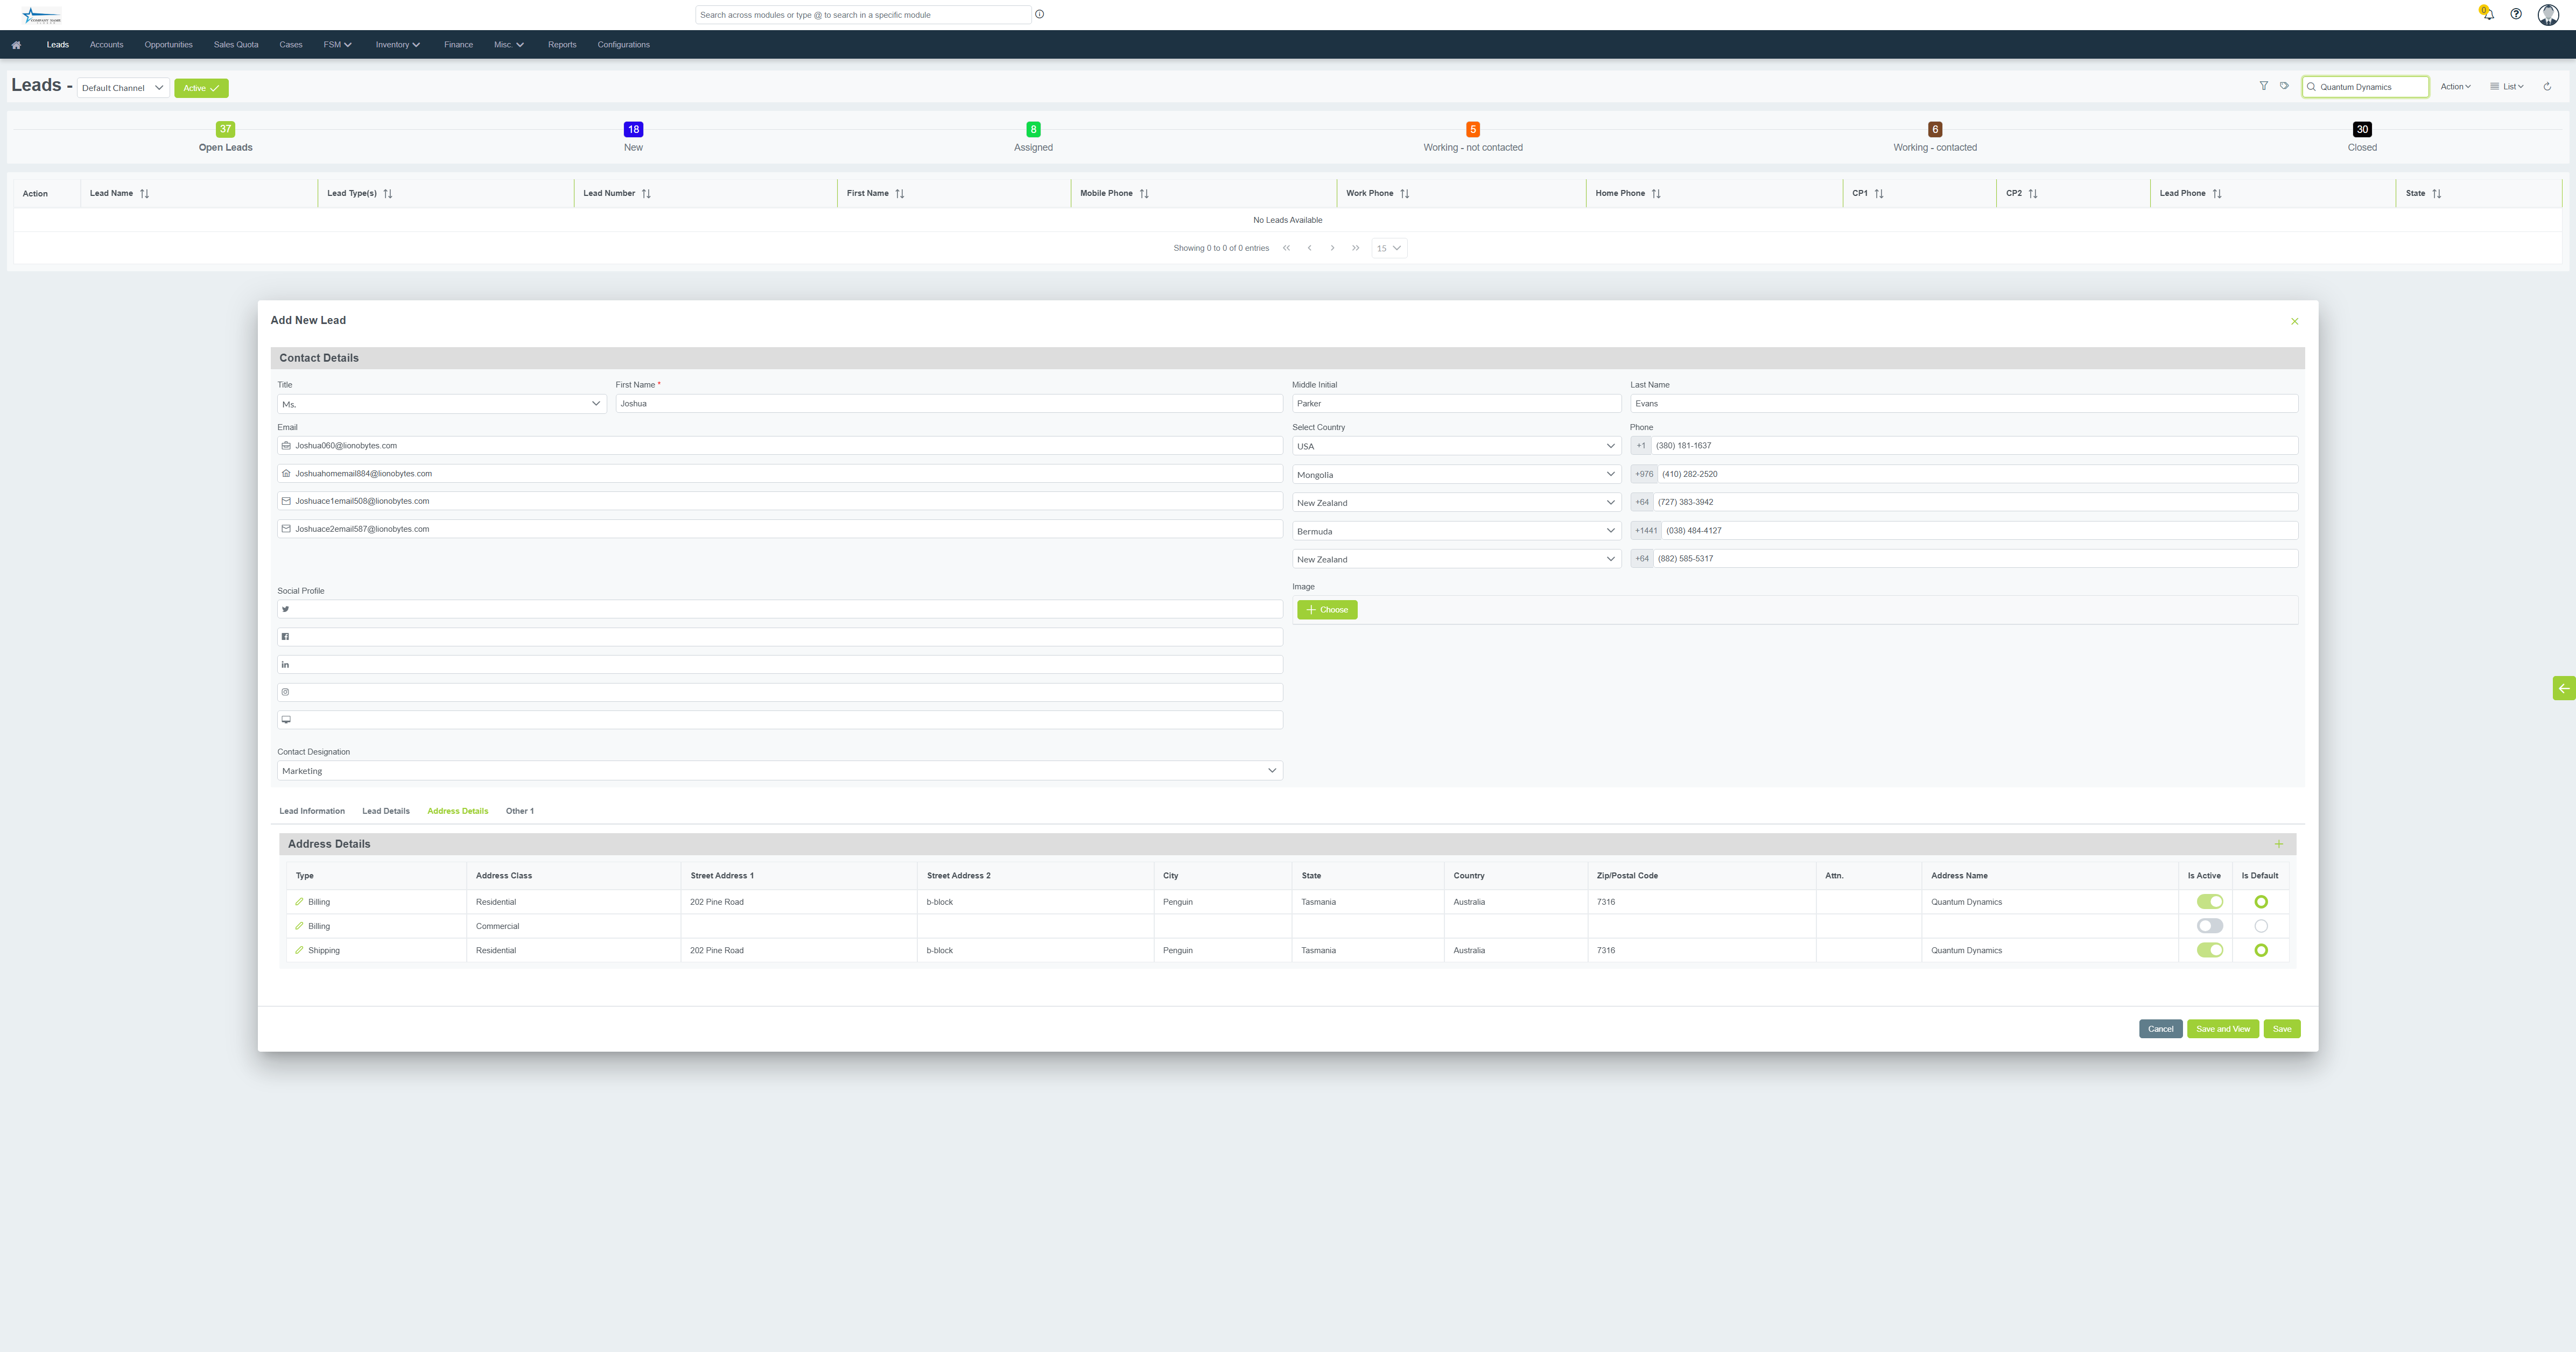 COMPANY NAME
Search across modules or type @ to search in a specific module
0
Leads Accounts Opportunities Sales Quota Cases FSM Inventory Finance Misc. Reports Configurations
Leads - Default Channel Active Quantum Dynamics Action List
37 18 8 5 6 30
Open Leads New Assigned Working - not contacted Working - contacted Closed
Action Lead Name Lead Type(s) Lead Number First Name Mobile Phone Work Phone Home Phone CP1 CP2 Lead Phone State
No Leads Available
Showing 0 to 0 of 0 entries 15
Add New Lead
Contact Details
Title First Name * Middle Initial Last Name
Ms. Joshua Parker Evans
Email Select Country Phone
Joshua060@lionobytes.com USA +1 (380) 181-1637
Joshuahomemail884@lionobytes.com Mongolia +976 (410) 282-2520
Joshuace1email508@lionobytes.com New Zealand +64 (727) 383-3942
Joshuace2email587@lionobytes.com Bermuda +1441 (038) 484-4127
New Zealand +64 (882) 585-5317
Social Profile Image
Choose
Contact Designation
Marketing
Lead Information Lead Details Address Details Other 1
Address Details
Type Address Class Street Address 1 Street Address 2 City State Country Zip/Postal Code Attn. Address Name Is Active Is Default
Billing Residential 202 Pine Road b-block Penguin Tasmania Australia 7316 Quantum Dynamics
Billing Commercial
Shipping Residential 202 Pine Road b-block Penguin Tasmania Australia 7316 Quantum Dynamics
Cancel Save and View Save